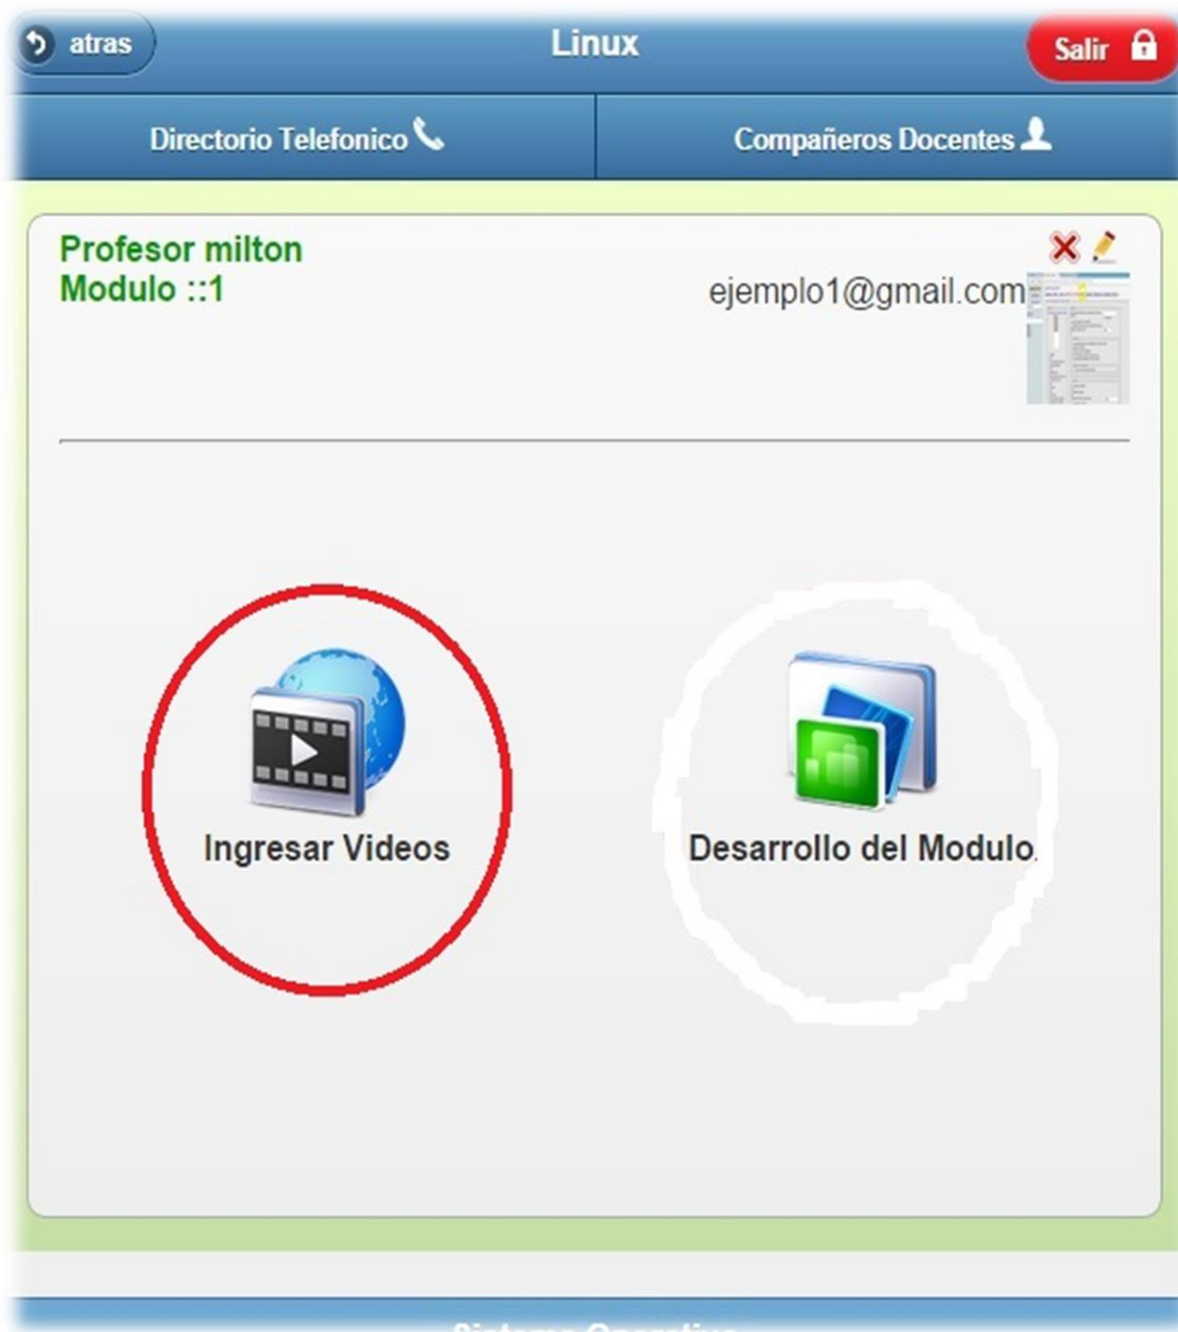 atras
Linux
Salir
Directorio Telefonico
Compañeros Docentes
Profesor milton
Modulo ::1
ejemplo1@gmail.com
Ingresar Videos
Desarrollo del Modulo